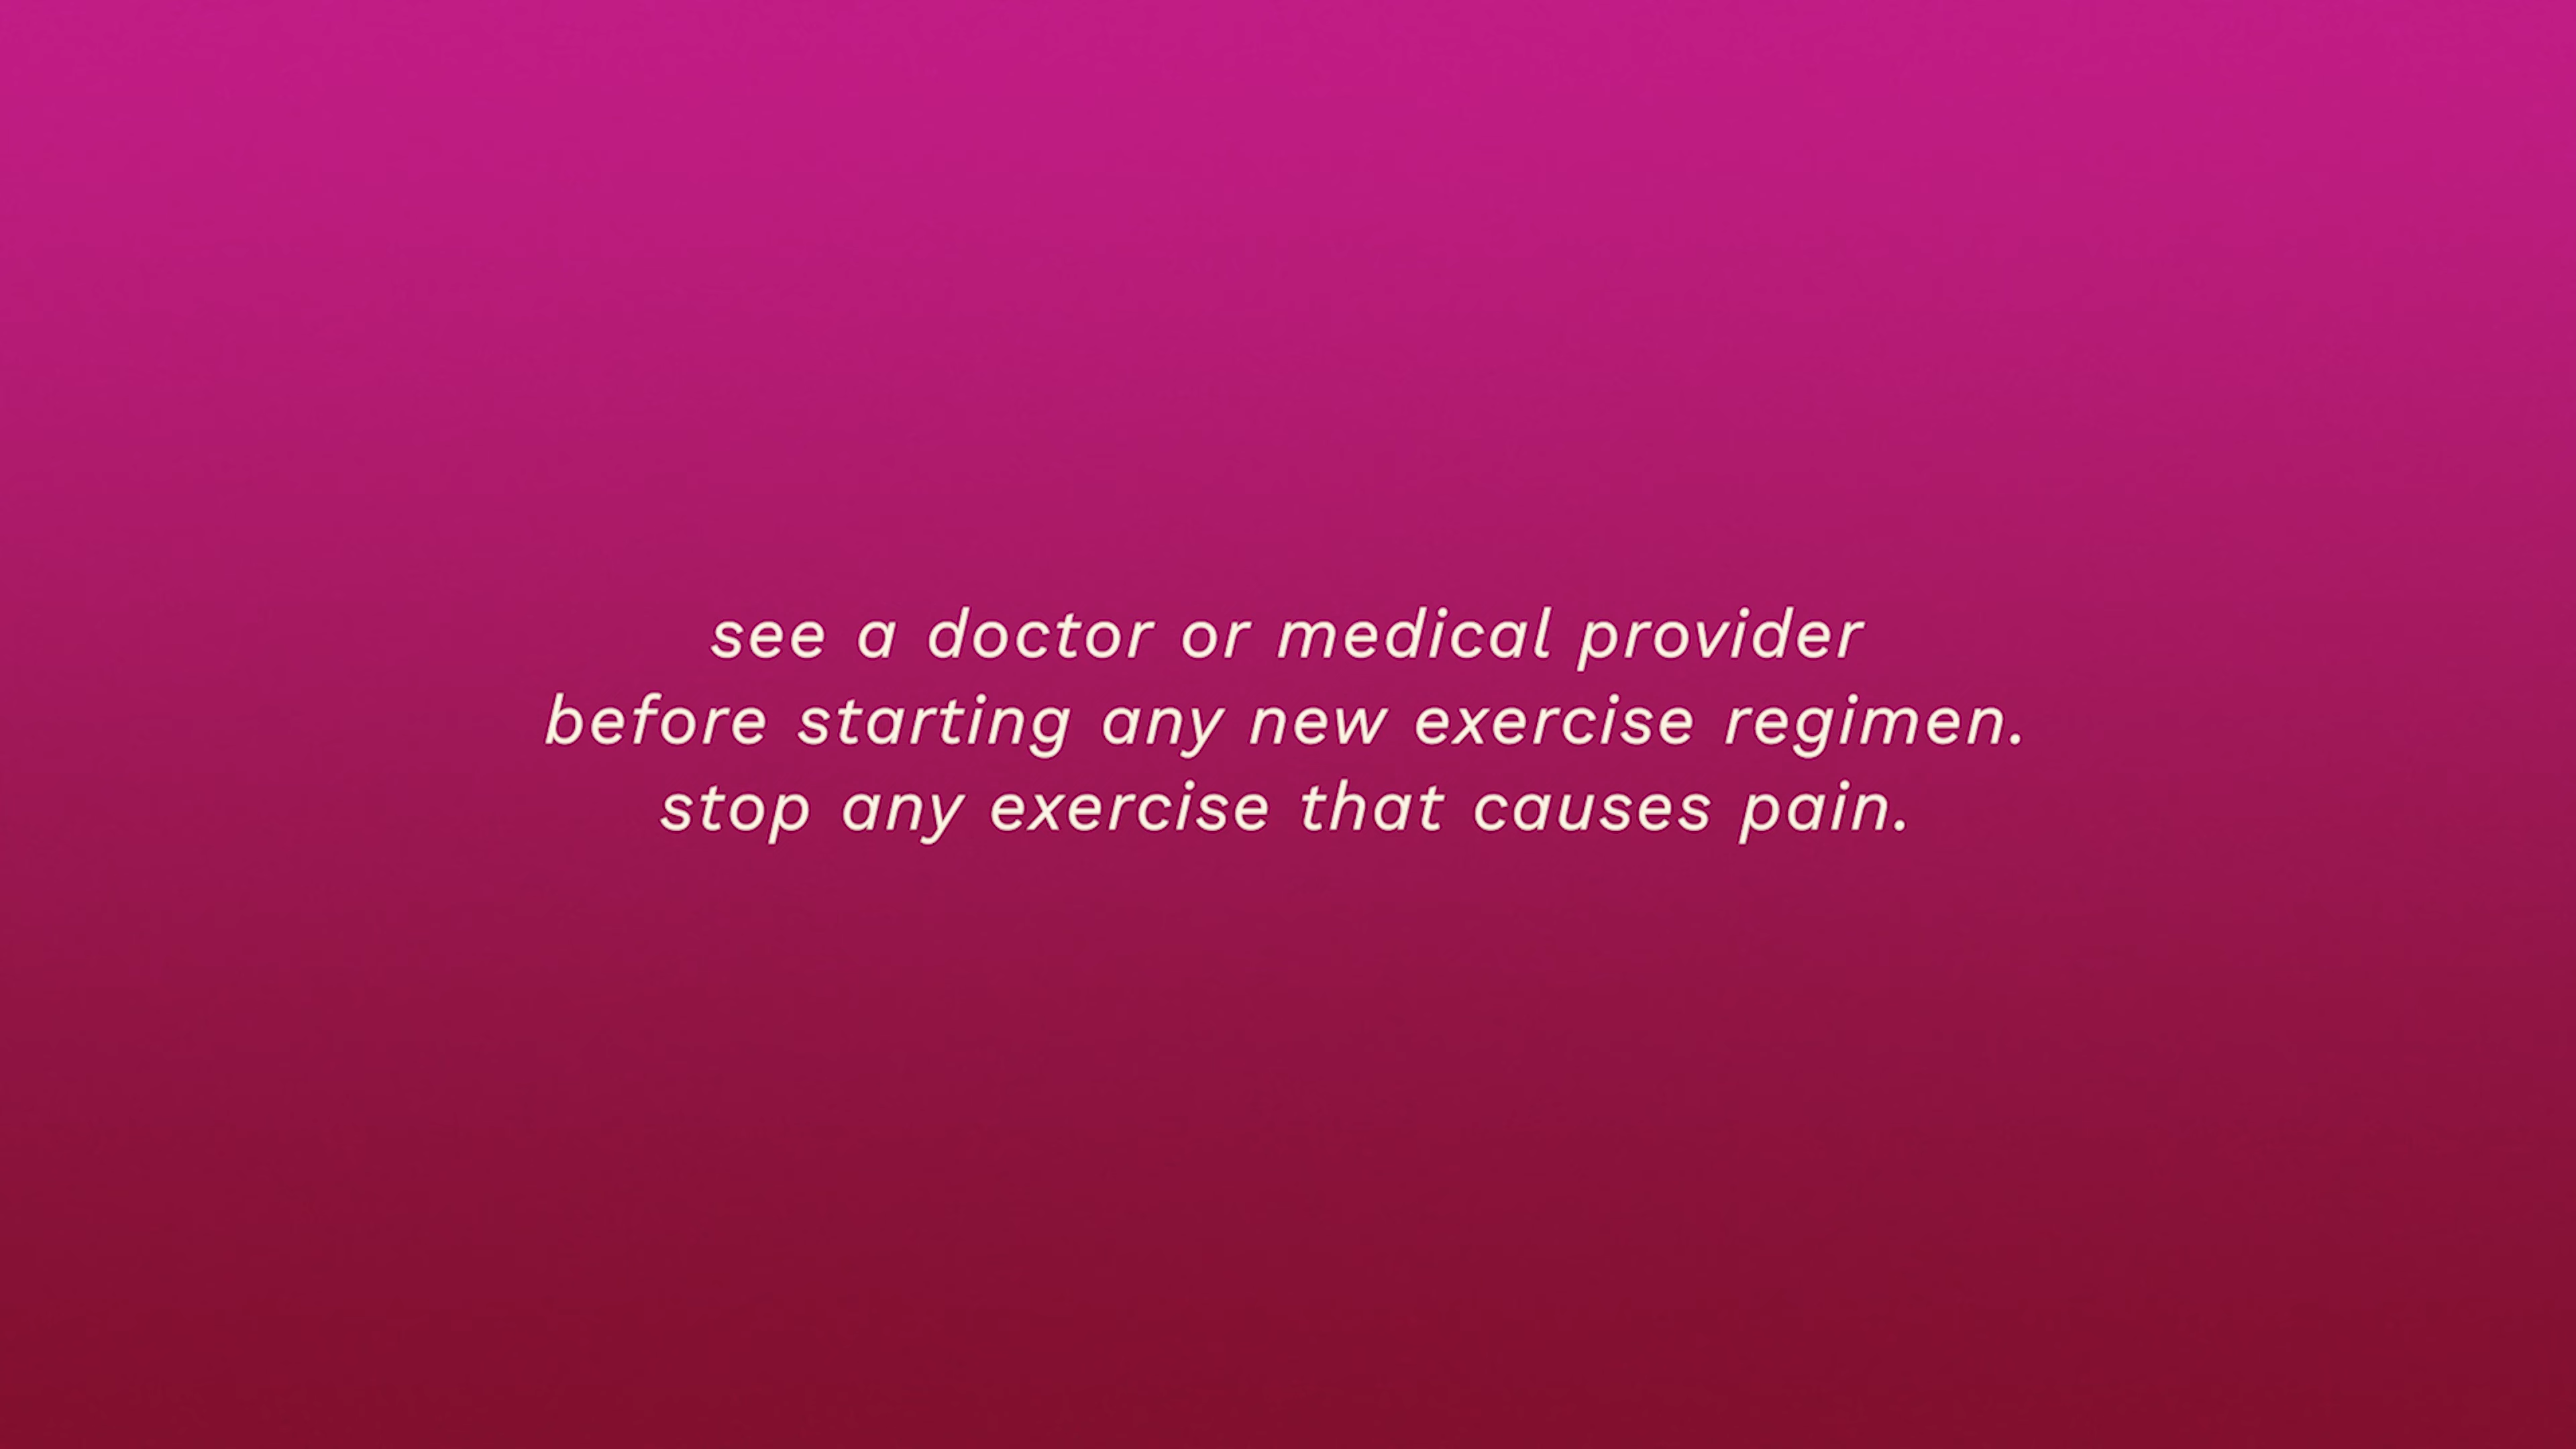 see a doctor or medical provider
before starting any new exercise regimen.
stop any exercise that causes pain.